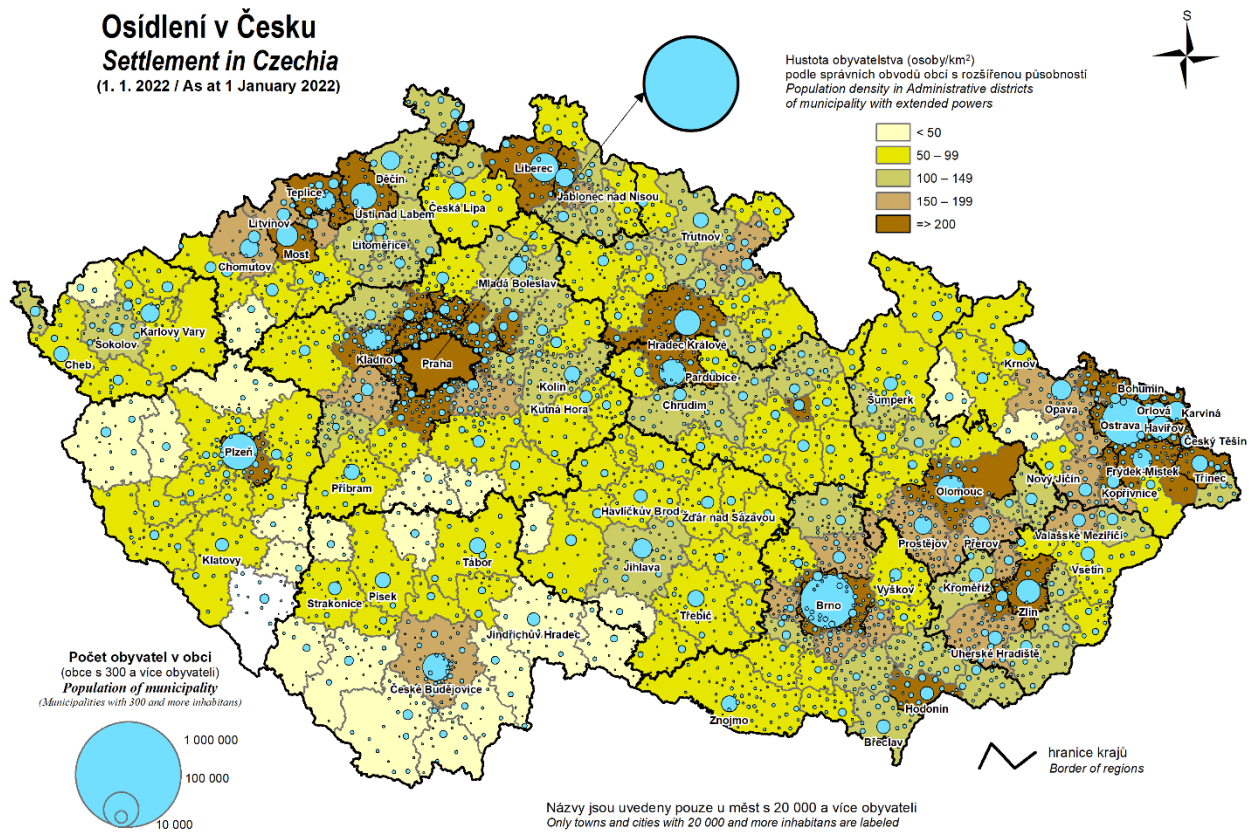 Osídlení v Česku
Settlement in Czechia
(1. 1. 2022 / As at 1 January 2022)
S
Hustota obyvatelstva (osoby/km²)
podle správních obvodů obcí s rozšířenou působností
Population density in Administrative districts
of municipality with extended powers
< 50
50 – 99
100 – 149
150 – 199
=> 200
Liberec
Děčín
Teplice
Jablonec nad Nisou
Ústí nad Labem
Česká Lípa
Litvínov
Trutnov
Litoměřice
Most
Chomutov
Mladá Boleslav
Karlovy Vary
Sokolov
Hradec Králové
Krnov
Kladno
Praha
Cheb
Pardubice
Kolín
Bohumín
Chrudim
Šumperk
Opava
Orlová
Kutná Hora
Karviná
Ostrava
Havířov
Český Těšín
Plzeň
Frýdek-Místek
Příbram
Nový Jičín
Třinec
Olomouc
Kopřivnice
Havlíčkův Brod
Žďár nad Sázavou
Valašské Meziříčí
Prostějov
Přerov
Klatovy
Tábor
Jihlava
Vsetín
Vyškov
Kroměříž
Písek
Strakonice
Brno
Třebíč
Zlín
Jindřichův Hradec
Uherské Hradiště
České Budějovice
Hodonín
Znojmo
Břeclav
Počet obyvatel v obci
(obce s 300 a více obyvateli)
Population of municipality
(Municipalities with 300 and more inhabitans)
1 000 000
100 000
10 000
hranice krajů
Border of regions
Názvy jsou uvedeny pouze u měst s 20 000 a více obyvateli
Only towns and cities with 20 000 and more inhabitans are labeled